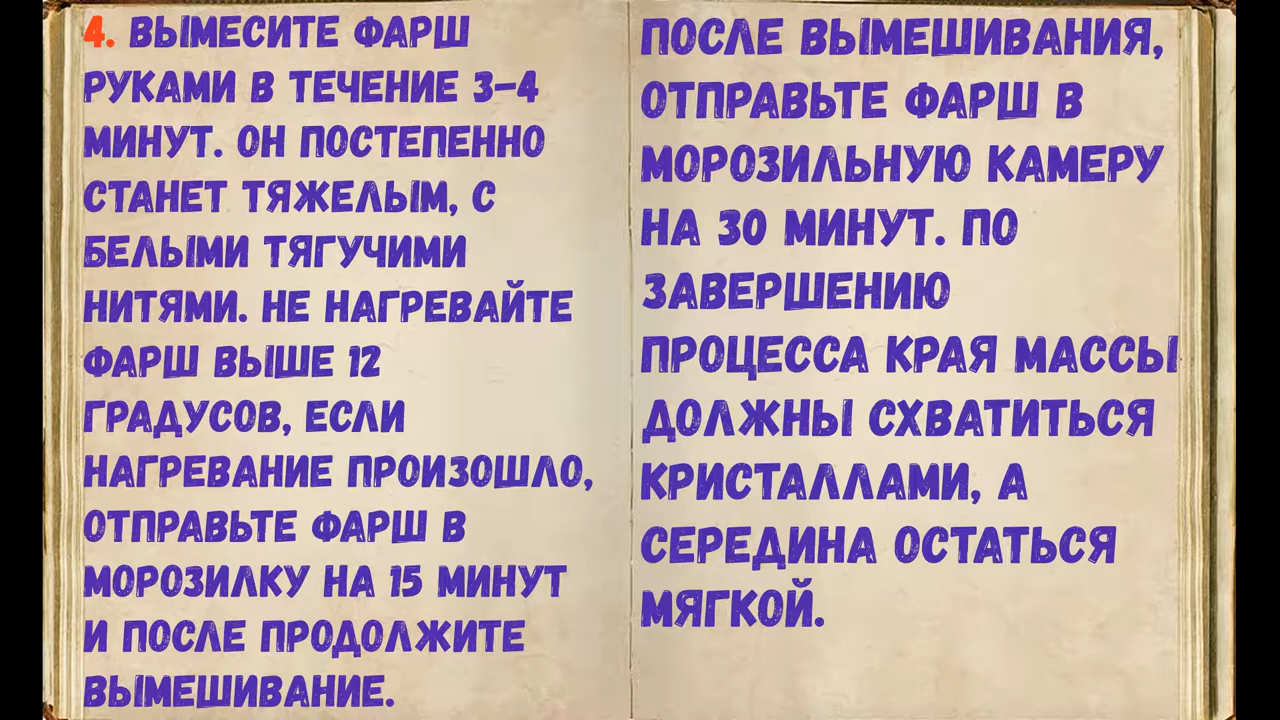 4. ВЫМЕСИТЕ ФАРШ
РУКАМИ В ТЕЧЕНИЕ 3-4
МИНУТ. ОН ПОСТЕПЕННО
СТАНЕТ ТЯЖЕЛЫМ, С
БЕЛЫМИ ТЯГУЧИМИ
НИТЯМИ. НЕ НАГРЕВАЙТЕ
ФАРШ ВЫШЕ 12
ГРАДУСОВ, ЕСЛИ
НАГРЕВАНИЕ ПРОИЗОШЛО,
ОТПРАВЬТЕ ФАРШ В
МОРОЗИЛКУ НА 15 МИНУТ
И ПОСЛЕ ПРОДОЛЖИТЕ
ВЫМЕШИВАНИЕ.
ПОСЛЕ ВЫМЕШИВАНИЯ,
ОТПРАВЬТЕ ФАРШ В
МОРОЗИЛЬНУЮ КАМЕРУ
НА 30 МИНУТ. ПО
ЗАВЕРШЕНИЮ
ПРОЦЕССА КРАЯ МАССЫ
ДОЛЖНЫ СХВАТИТЬСЯ
КРИСТАЛЛАМИ, А
СЕРЕДИНА ОСТАТЬСЯ
МЯГКОЙ.